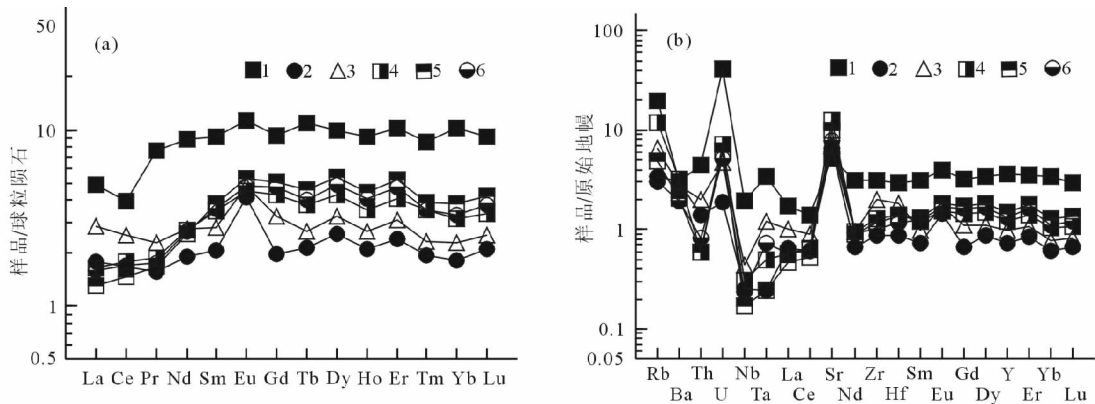 50
(a)
1 2 3 4 5 6
10
样品/球粒陨石
1
0.5
La Ce Pr Nd Sm Eu Gd Tb Dy Ho Er Tm Yb Lu
100
(b)
1 2 3 4 5 6
10
样品/原始地幔
1
0.1
0.05
Rb Th Nb La Sr Zr Sm Gd Y Yb
Ba U Ta Ce Nd Hf Eu Dy Er Lu